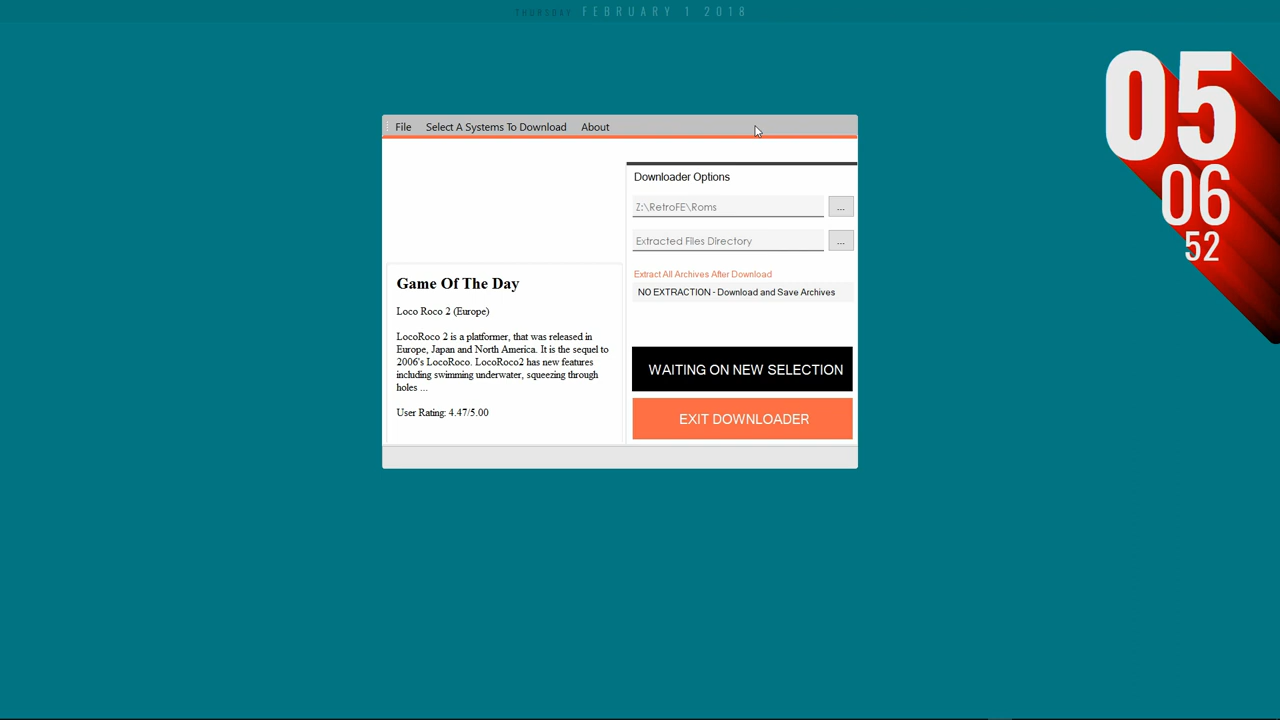 THURSDAY FEBRUARY 1 2018
05
06
52
File Select A Systems To Download About
Downloader Options
Z:\RetroFE\Roms ...
Extracted Files Directory ...
Extract All Archives After Download
NO EXTRACTION - Download and Save Archives
Game Of The Day
Loco Roco 2 (Europe)
LocoRoco 2 is a platformer, that was released in
Europe, Japan and North America. It is the sequel to
2006's LocoRoco. LocoRoco2 has new features
including swimming underwater, squeezing through
holes ...
User Rating: 4.47/5.00
WAITING ON NEW SELECTION
EXIT DOWNLOADER